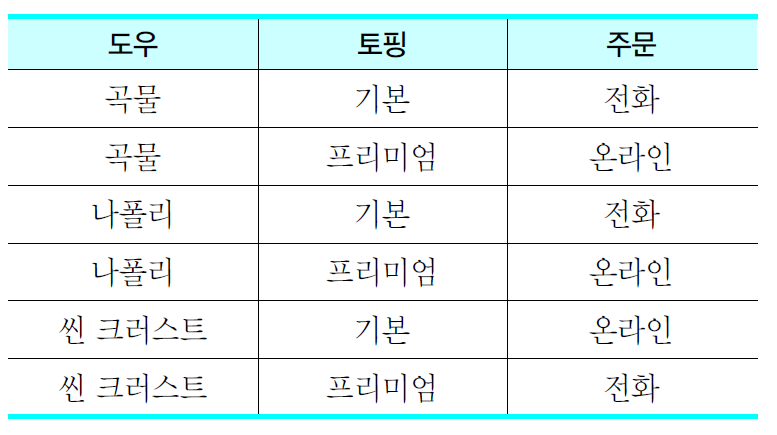 도우 토핑 주문
곡물 기본 전화
곡물 프리미엄 온라인
나폴리 기본 전화
나폴리 프리미엄 온라인
씬 크러스트 기본 온라인
씬 크러스트 프리미엄 전화